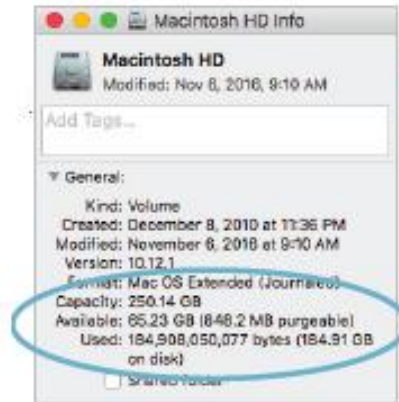 Macintosh HD Info
Macintosh HD
Modified: Nov 6, 2016, 9:10 AM
Add Tags...
General:
Kind: Volume
Created: December 8, 2010 at 11:36 PM
Modified: November 6, 2016 at 9:10 AM
Version: 10.12.1
Format: Mac OS Extended (Journaled)
Capacity: 250.14 GB
Available: 65.23 GB (848.2 MB purgeable)
Used: 184,908,050,077 bytes (184.91 GB
on disk)
Shared folder